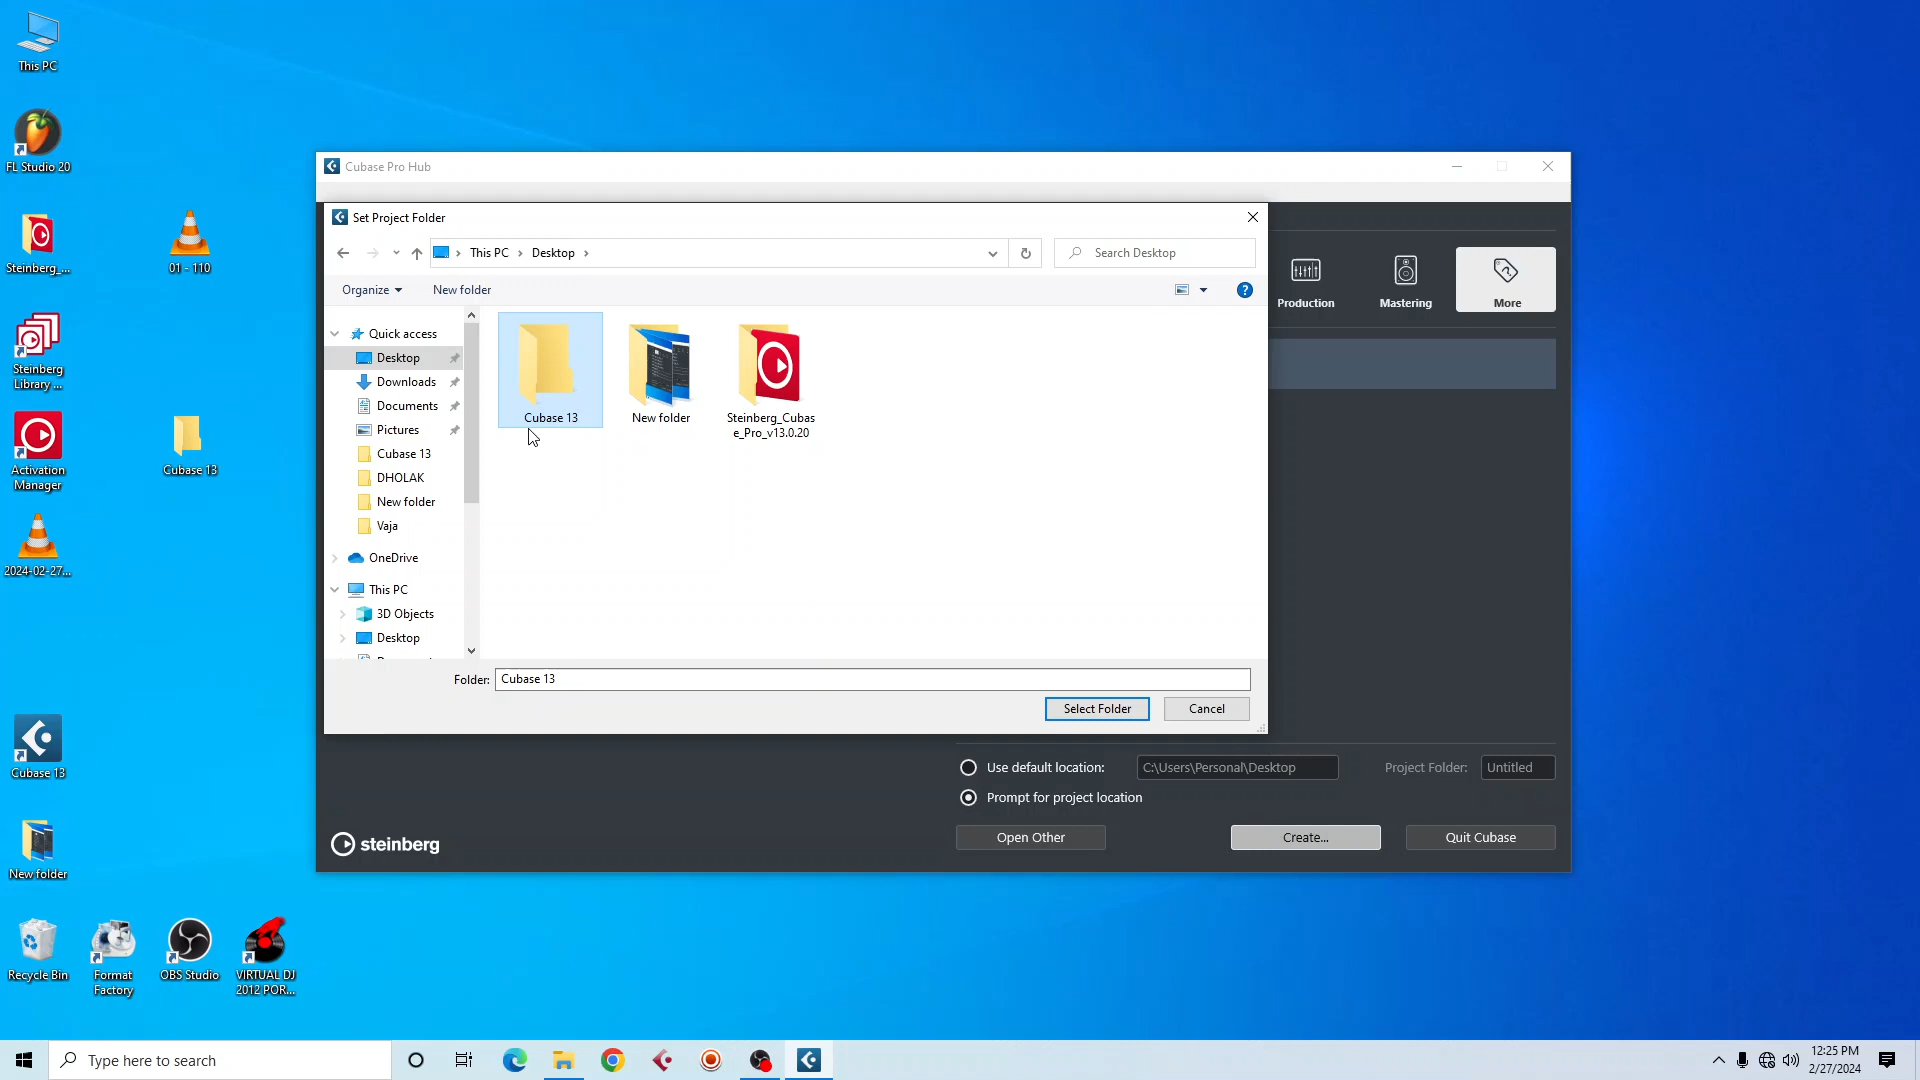 This PC
FL Studio 20
Steinberg_...
01 - 110
Steinberg
Library ...
Activation
Manager
Cubase 13
2024-02-27...
Cubase 13
New folder
Recycle Bin
Format
Factory
OBS Studio
VIRTUAL DJ
2012 POR...
Cubase Pro Hub
Set Project Folder
This PC
Desktop
Search Desktop
Organize
New folder
Quick access
Desktop
Downloads
Documents
Pictures
Cubase 13
DHOLAK
New folder
Vaja
OneDrive
This PC
3D Objects
Desktop
Cubase 13
New folder
Steinberg_Cubas
e_Pro_v13.0.20
Folder:
Cubase 13
Select Folder
Cancel
Production
Mastering
More
Use default location:
C:\Users\Personal\Desktop
Project Folder:
Untitled
Prompt for project location
steinberg
Open Other
Create...
Quit Cubase
Type here to search
12:25 PM
2/27/2024